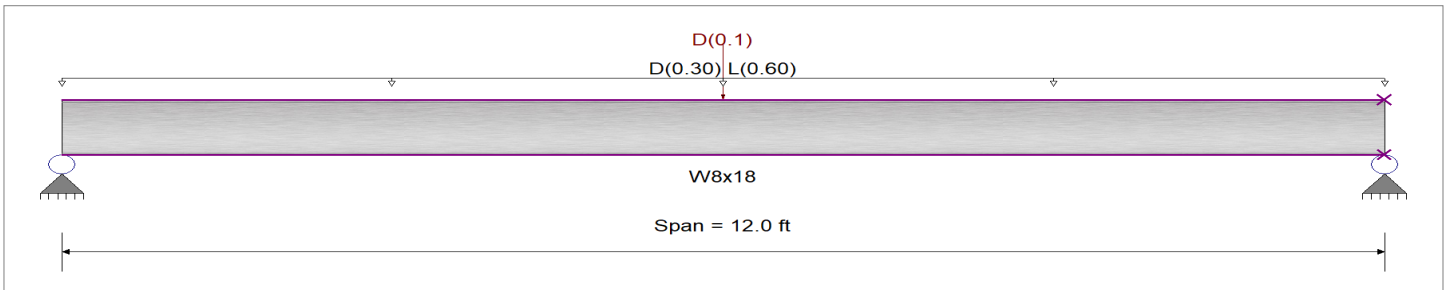 D(0.1)
D(0.30) L(0.60)
W8x18
Span = 12.0 ft